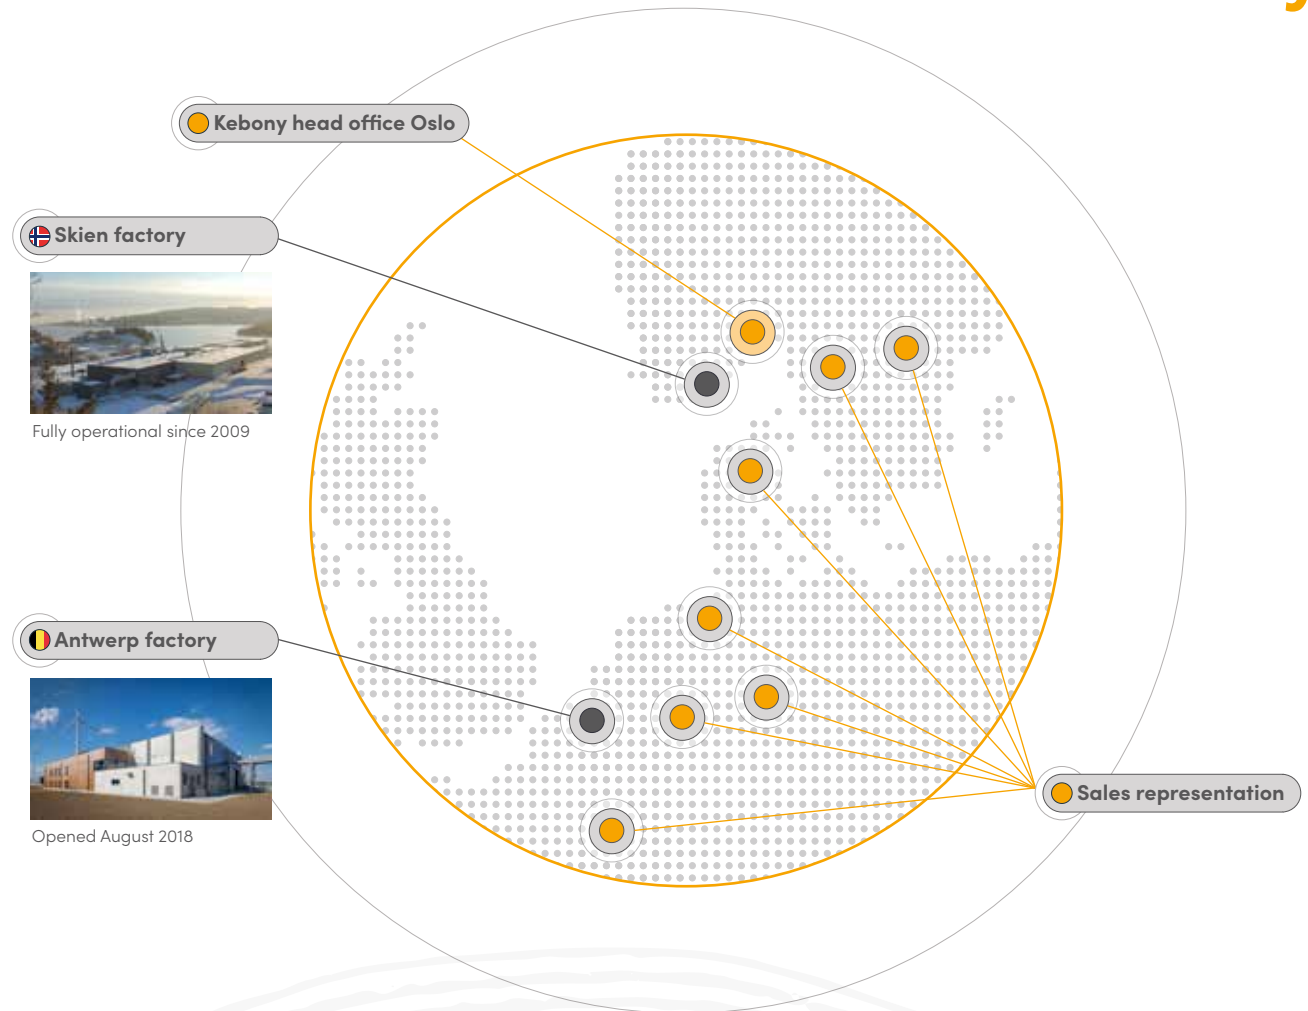 Kebony head office Oslo
Skien factory
Fully operational since 2009
Antwerp factory
Opened August 2018
Sales representation